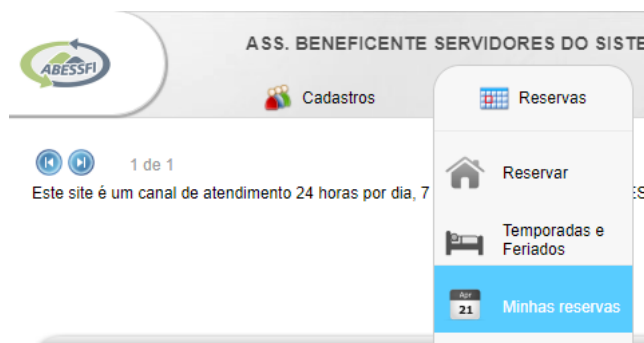 ABESSFI
ASS. BENEFICENTE SERVIDORES DO
Cadastros
Reservas
1 de 1
Este site é um canal de atendimento 24 horas por dia, 7
Reservar
Temporadas e
Feriados
Apr
21
Minhas reservas